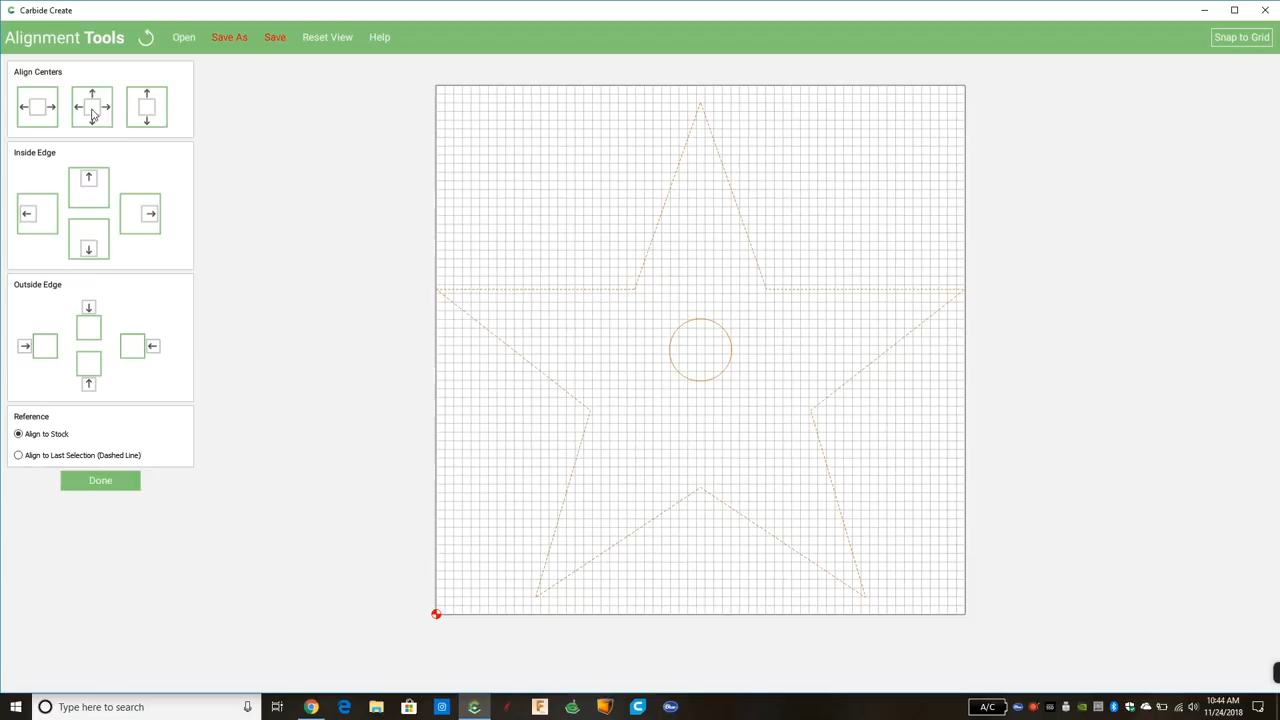 Carbide Create
Alignment Tools Open Save As Save Reset View Help Snap to Grid
Align Centers
Inside Edge
Outside Edge
Reference
Align to Stock
Align to Last Selection (Dashed Line)
Done
Type here to search
A/C
10:44 AM
11/24/2018